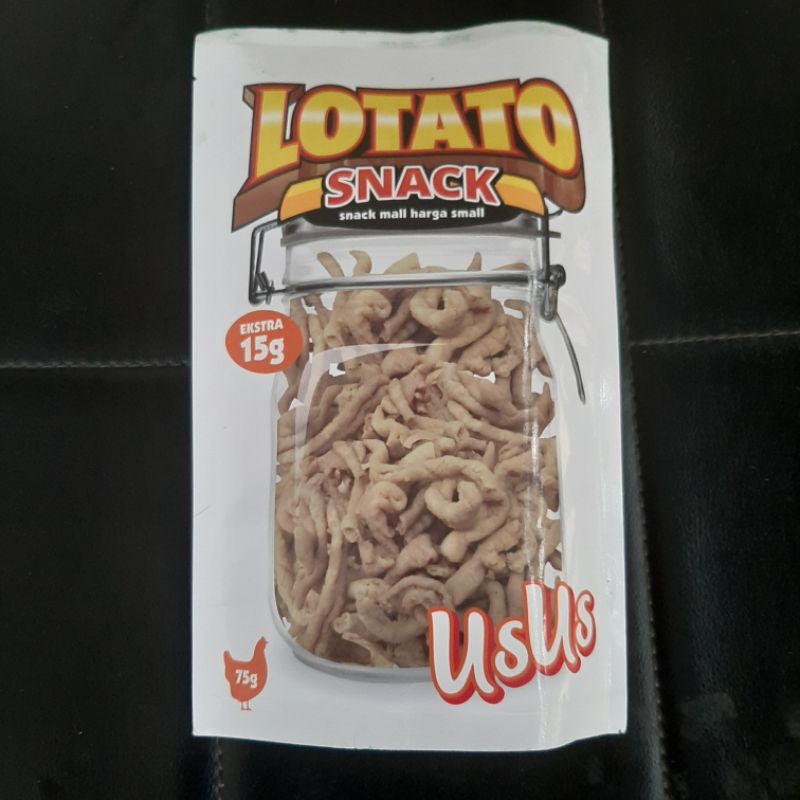 LOTATO
SNACK
snack mall harga small
EKSTRA
15g
UsUs
75g